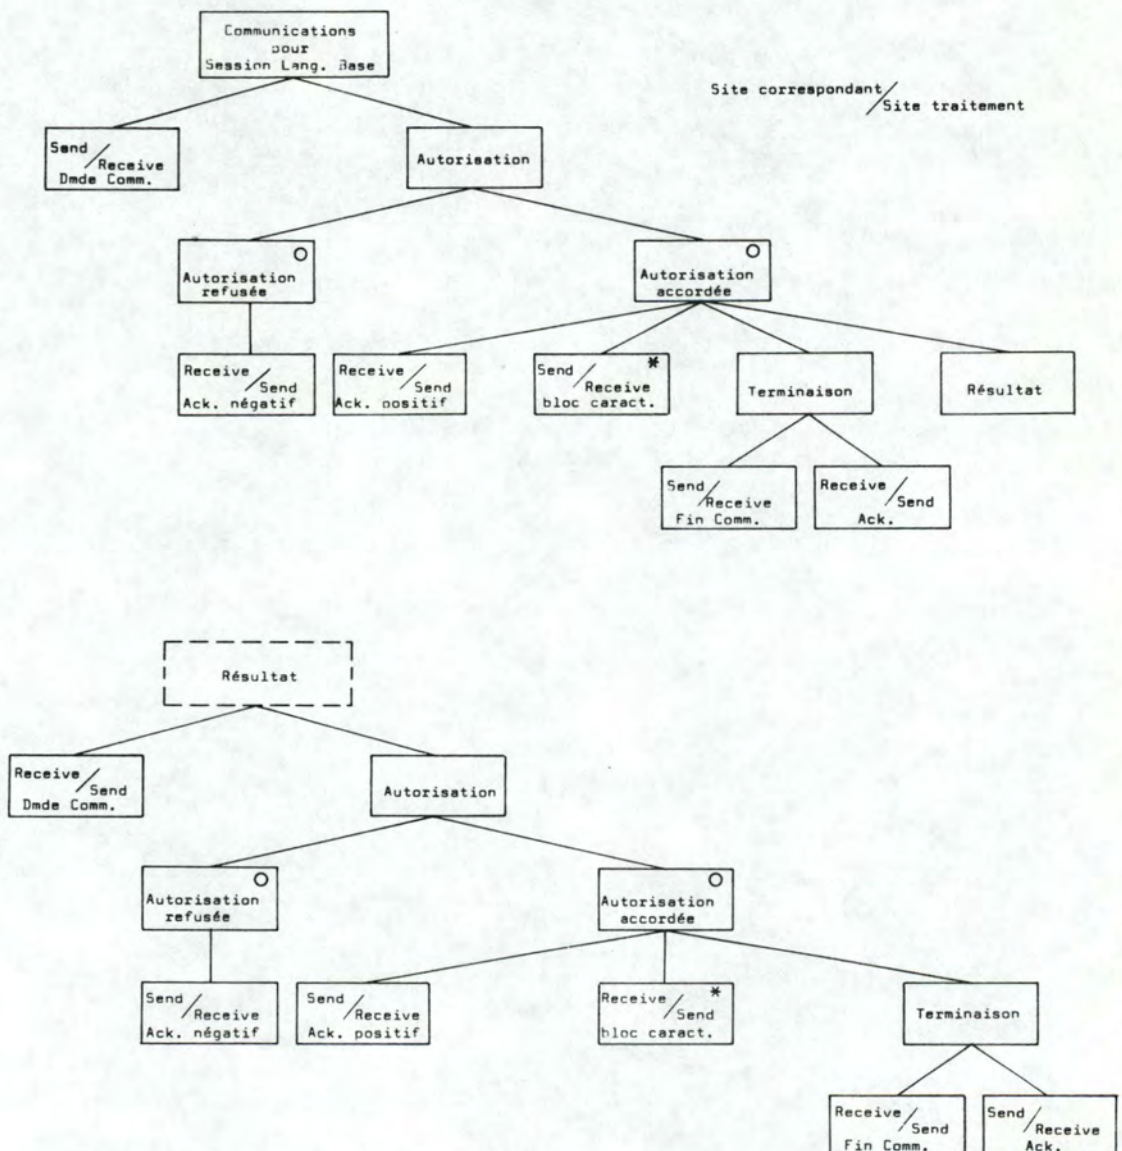 Communications
pour
Session Lang. Base
Site correspondant
/Site traitement
Send
/Receive
Dmde Comm.
Autorisation
Autorisation
refusée
Autorisation
accordée
Receive
/Send
Ack. négatif
Receive
/Send
Ack. positif
Send *
/Receive
bloc caract.
Terminaison
Résultat
Send
/Receive
Fin Comm.
Receive
/Send
Ack.
Résultat
Receive
/Send
Dmde Comm.
Autorisation
Autorisation
refusée
Autorisation
accordée
Send
/Receive
Ack. négatif
Send
/Receive
Ack. positif
Receive *
/Send
bloc caract.
Terminaison
Receive
/Send
Fin Comm.
Send
/Receive
Ack.